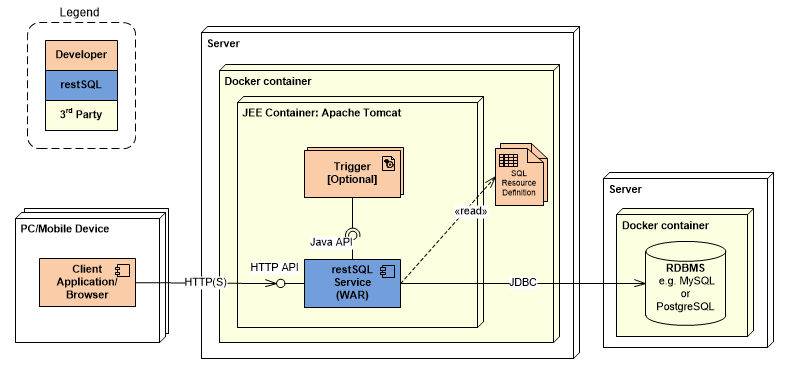 Legend
Developer
restSQL
3rd Party
Server
Docker container
JEE Container: Apache Tomcat
Trigger
[Optional]
SQL
Resource
Definition
«read»
Java API
HTTP API
restSQL
Service
(WAR)
PC/Mobile Device
Client
Application/
Browser
HTTP(S)
JDBC
Server
Docker container
RDBMS
e.g. MySQL
or
PostgreSQL